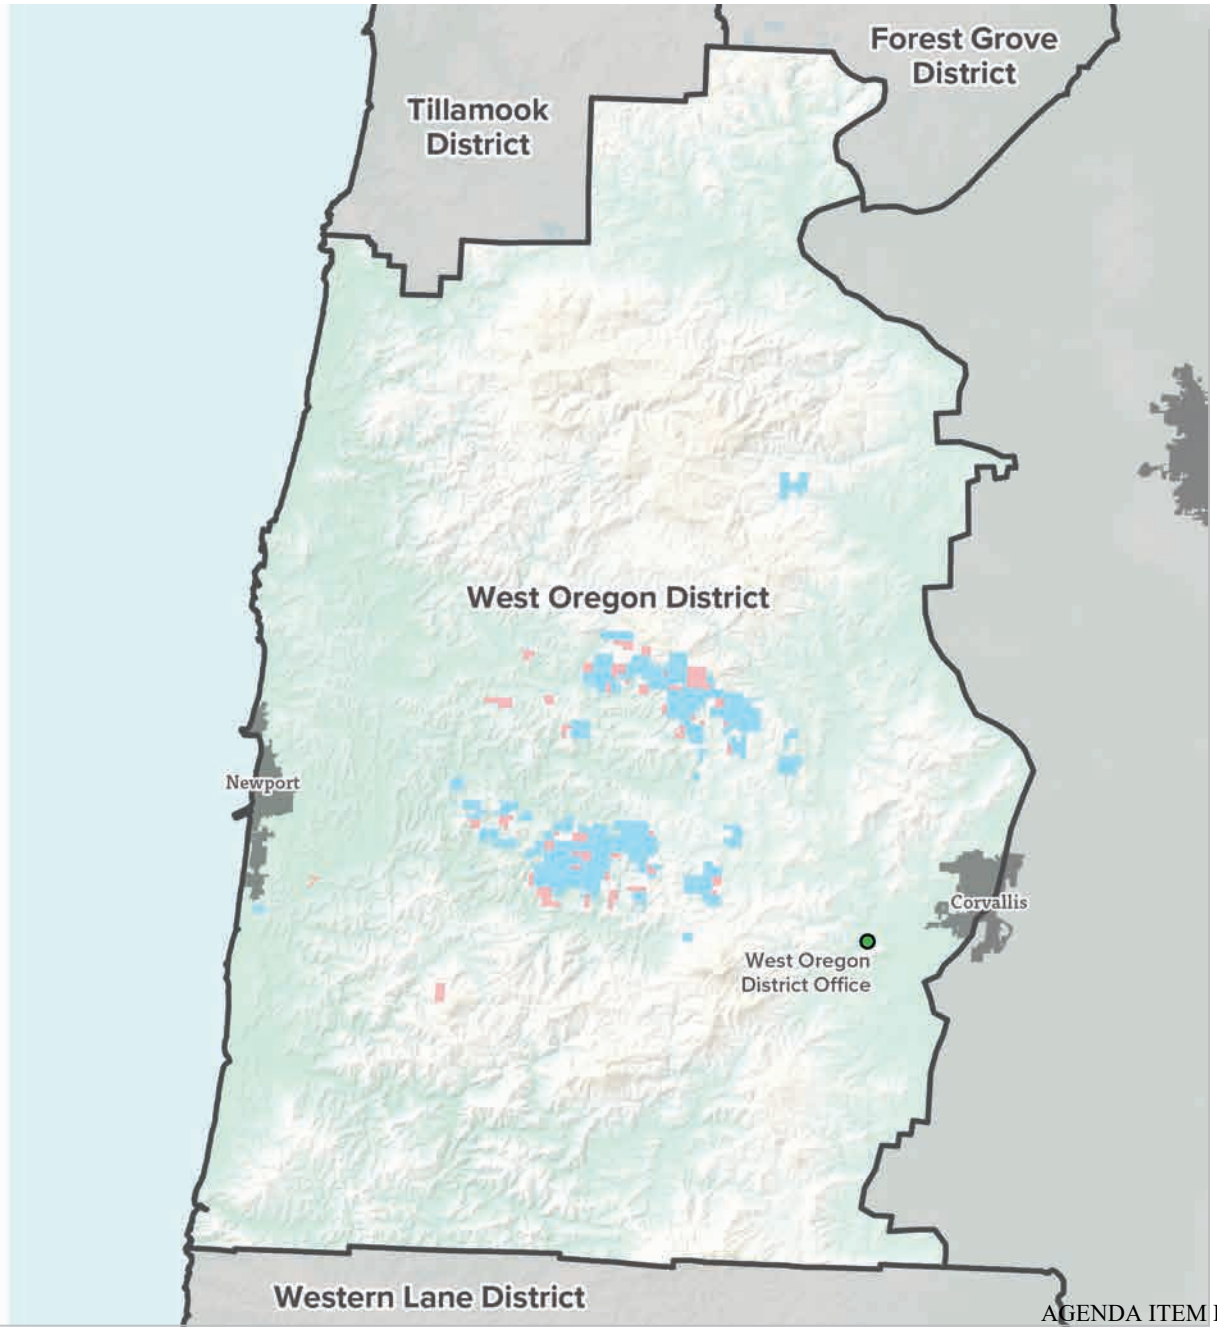 Forest Grove
District
Tillamook
District
West Oregon District
Newport
Corvallis
West Oregon
District Office
Western Lane District
AGENDA ITEM